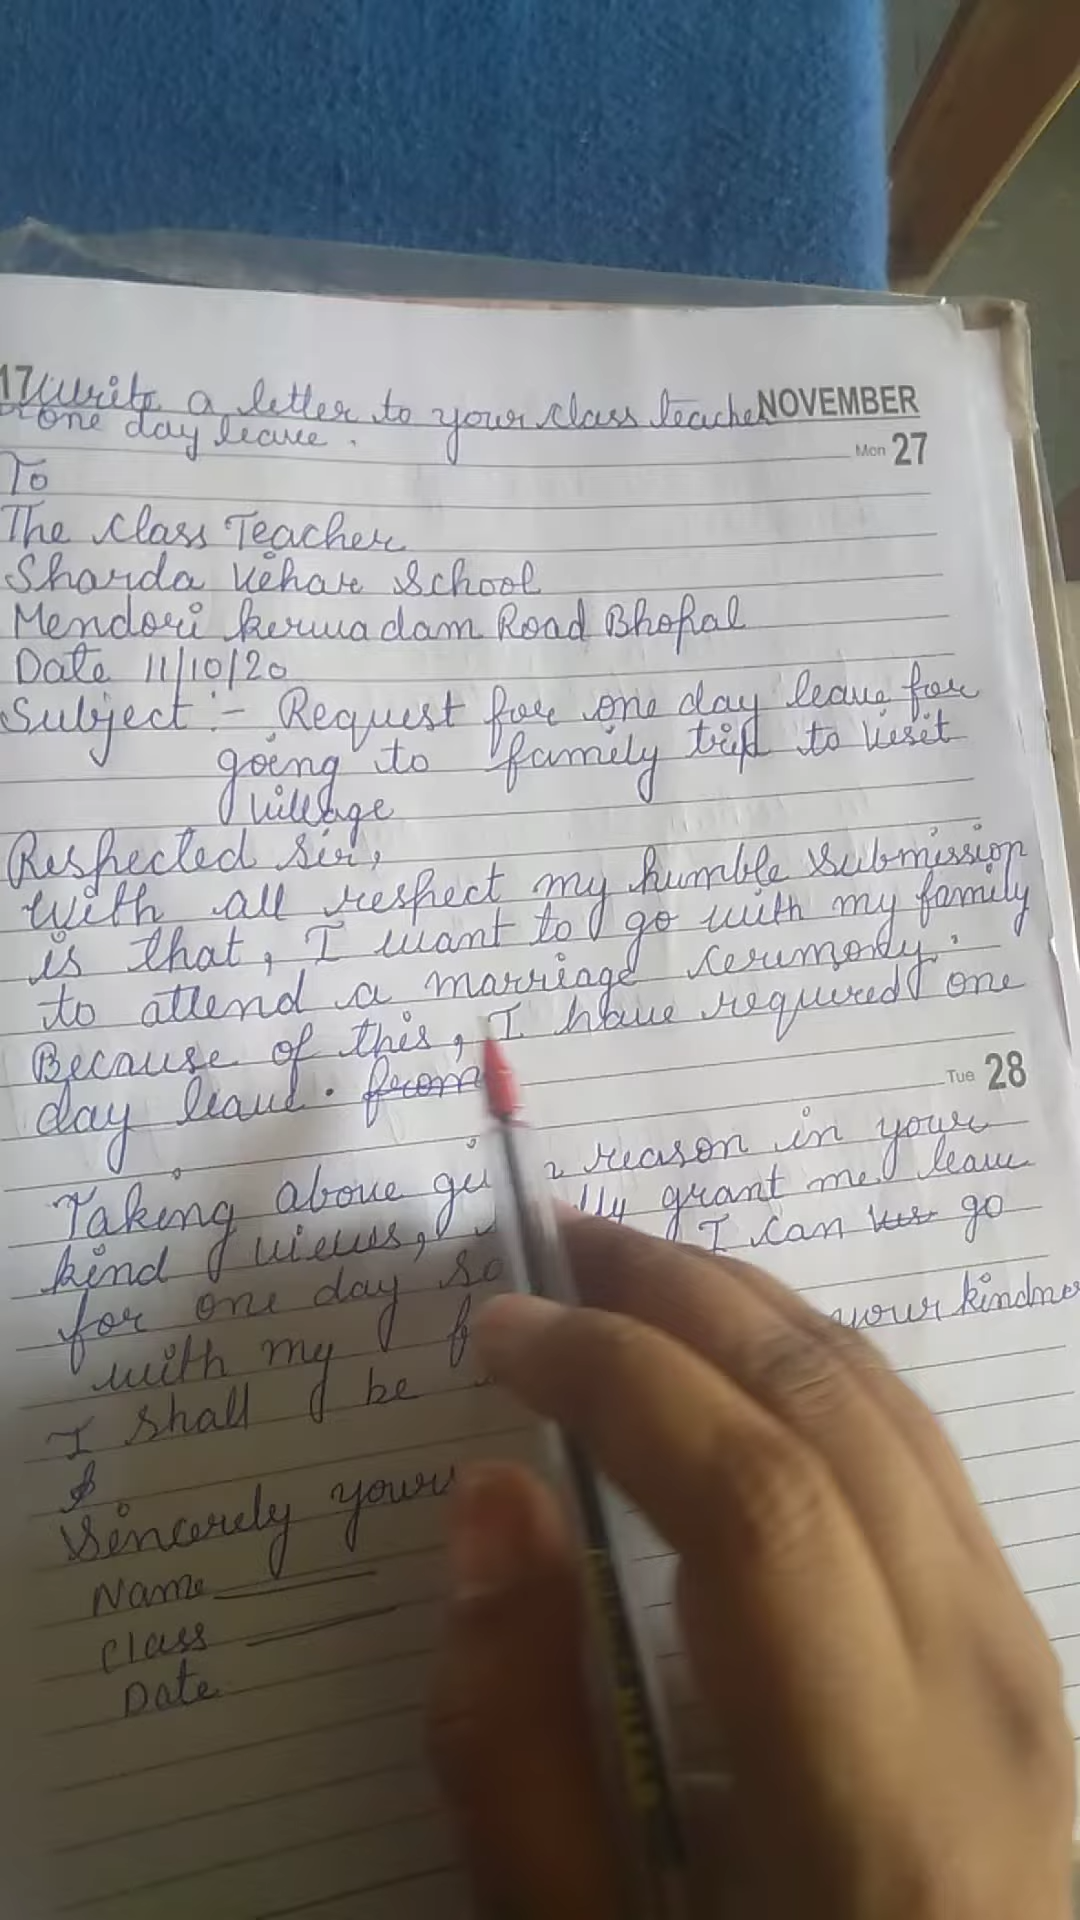 17 Write a letter to your class teacher NOVEMBER
one day leave.
Mon 27
To
The Class Teacher
Sharda Vihar School
Mendori kerwadam Road Bhopal
Date 11/10/20
Subject :- Request for one day leave for
going to family trip to visit
village
Respected Sir,
With all respect my humble submission
is that, I want to go with my family
to attend a marriage ceremony.
Because of this, I have required one
day leave. from
Tue 28
Taking above reason in your
kind views, grant me leave
for one day so I can go
with my your
I shall be
Sincerely yours
Name
Class
Date